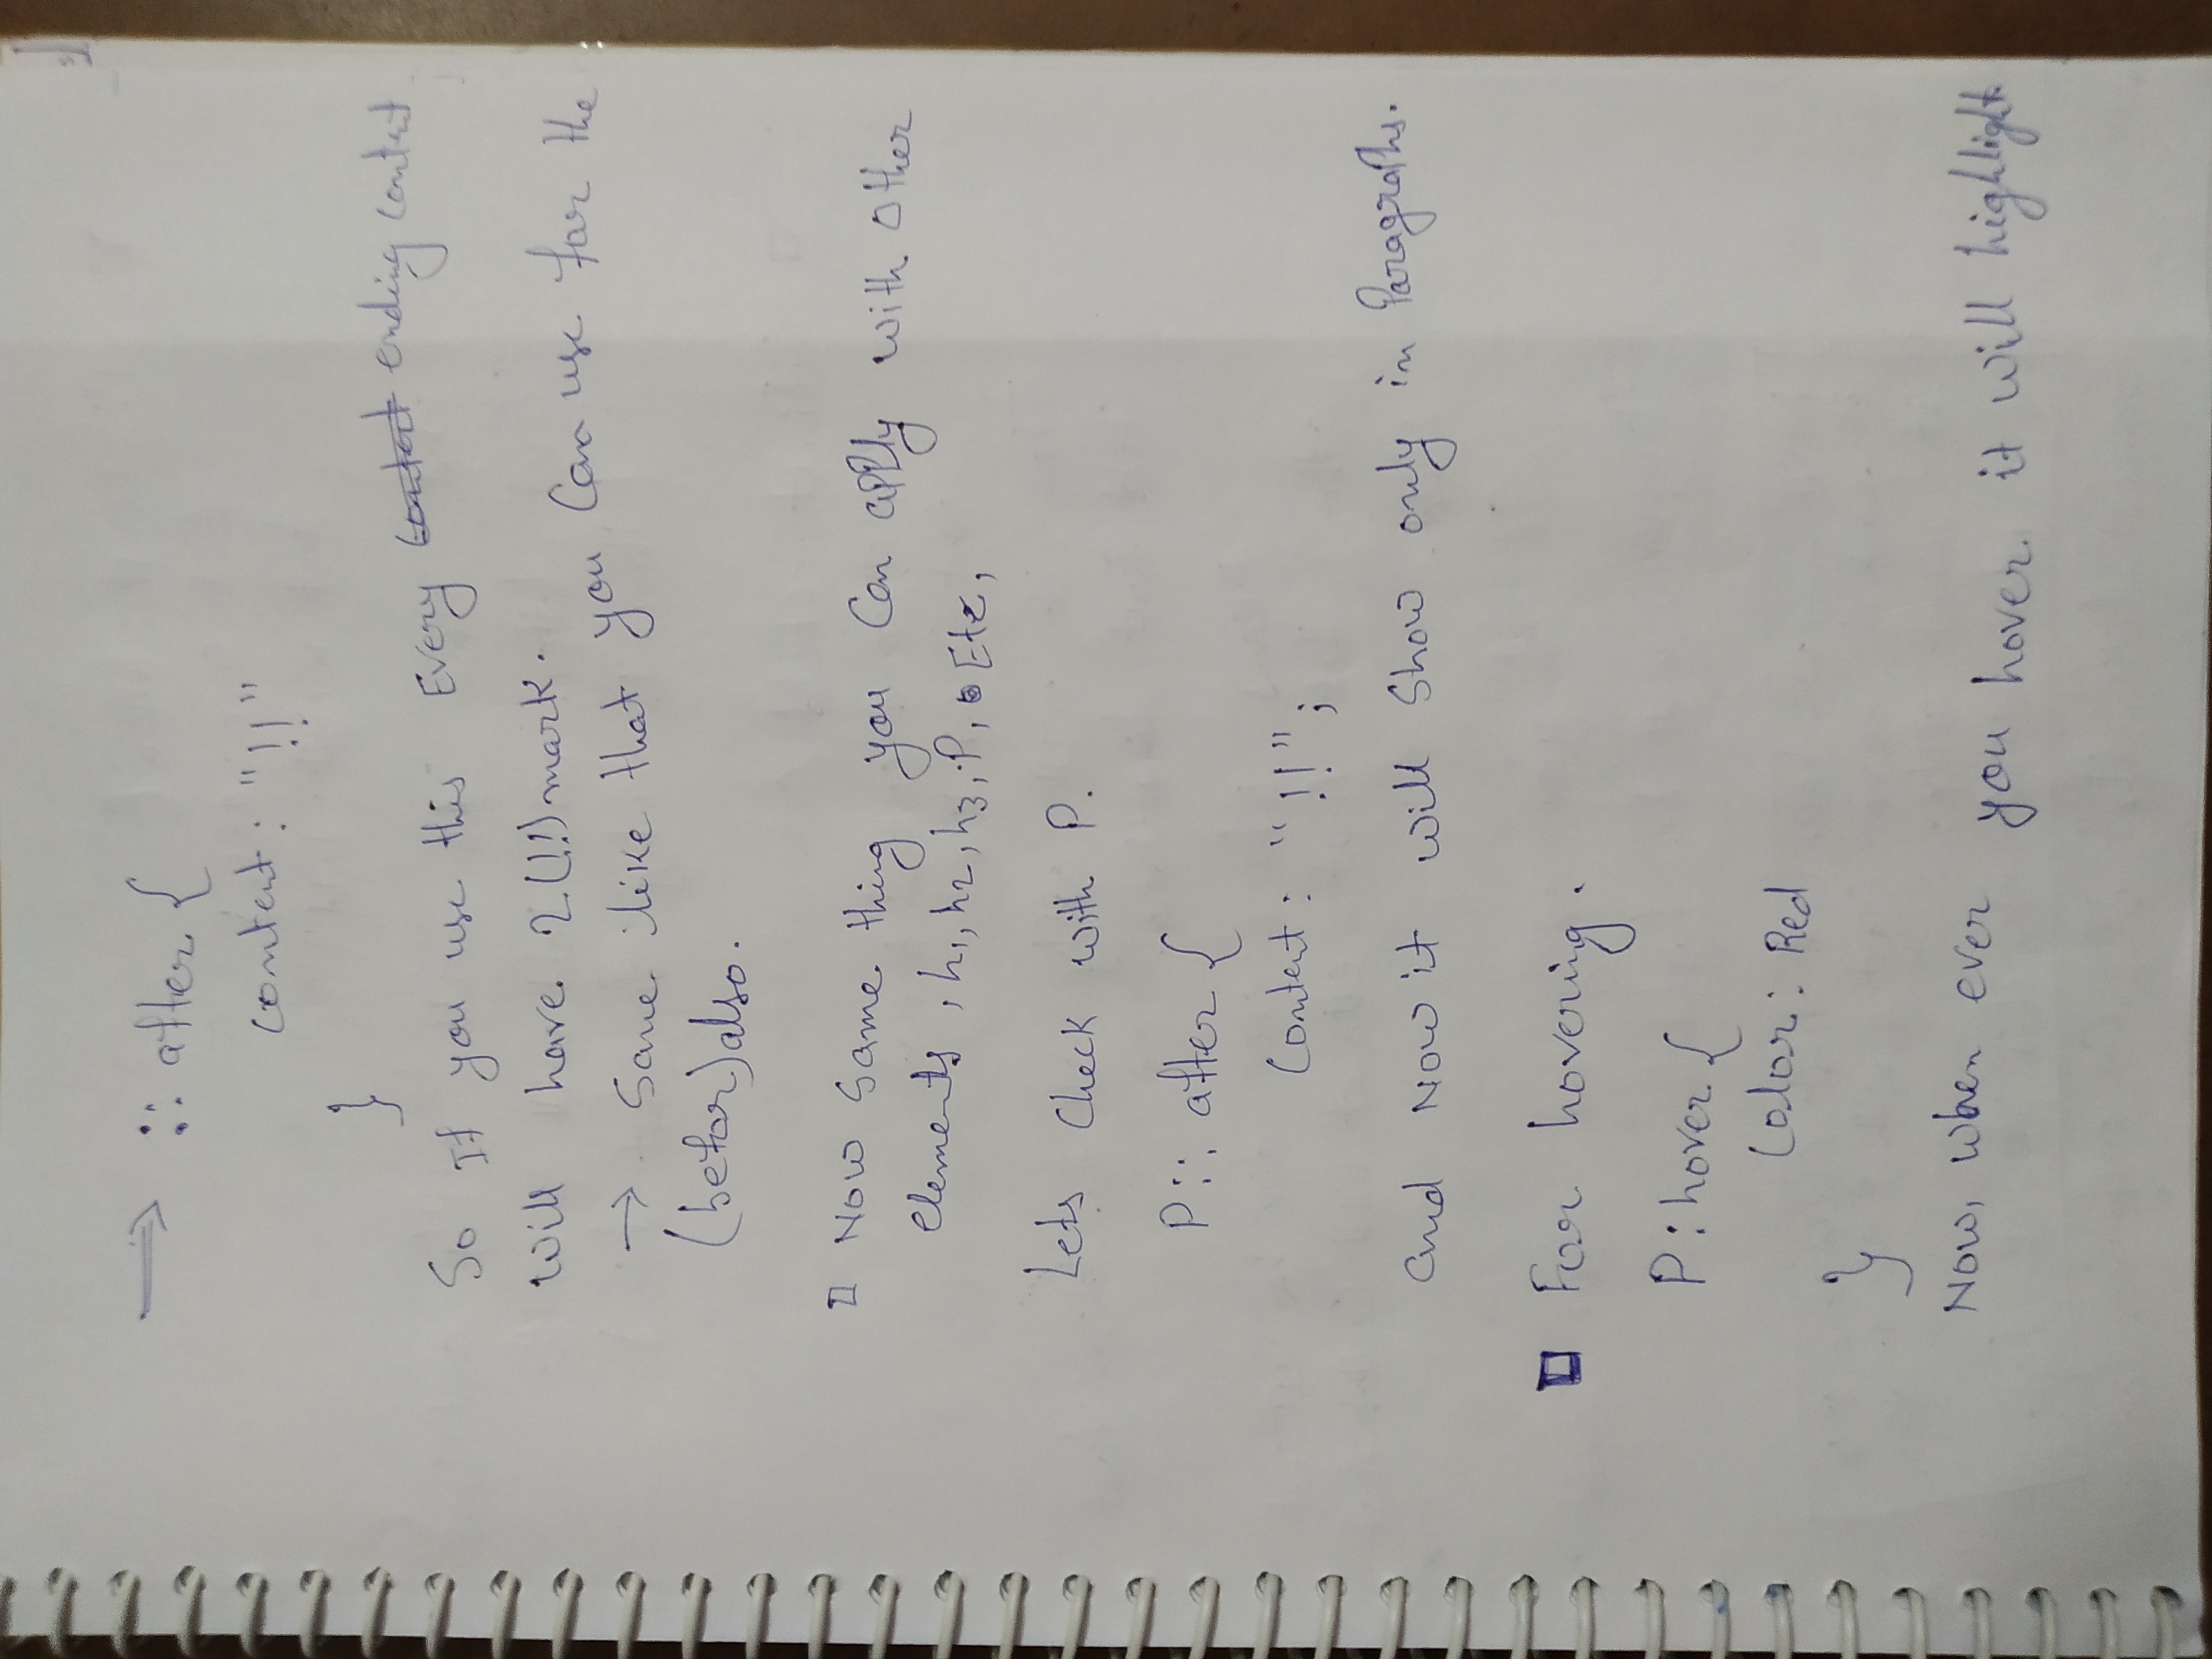 → :: after {
content : "!!"
}
So If you use this Every content ending content
will have 2(!!) mark.
→ Same like that you can use for the
(befor) also.
□ Now same thing you can apply with other
elements, h1, h2, h3, P, Etc,
Lets check with P.
P :: after {
content : "!!";
and Now it will show only in Paragraphs.
□ For hovering.
P : hover {
Color : Red
}
Now, when ever you hover it will highlight